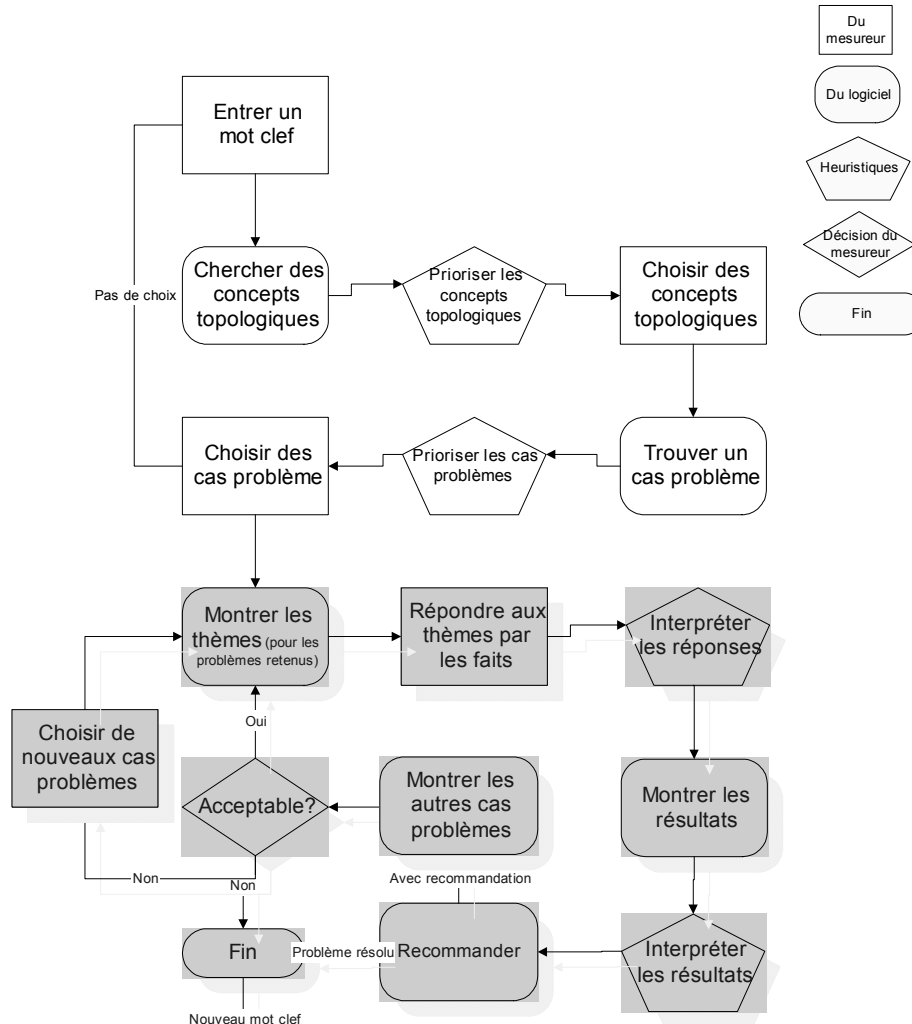 Du
mesureur
Du logiciel
Heuristiques
Décision du
mesureur
Fin
Entrer un
mot clef
Pas de choix
Chercher des
concepts
topologiques
Prioriser les
concepts
topologiques
Choisir des
concepts
topologiques
Choisir des
cas problème
Prioriser les cas
problèmes
Trouver un
cas problème
Montrer les
thèmes (pour les
problèmes retenus)
Répondre aux
thèmes par
les faits
Interpréter
les réponses
Oui
Choisir de
nouveaux cas
problèmes
Acceptable?
Montrer les
autres cas
problèmes
Montrer les
résultats
Non
Non
Avec recommandation
Fin
Problème résolu
Recommander
Interpréter
les résultats
Nouveau mot clef